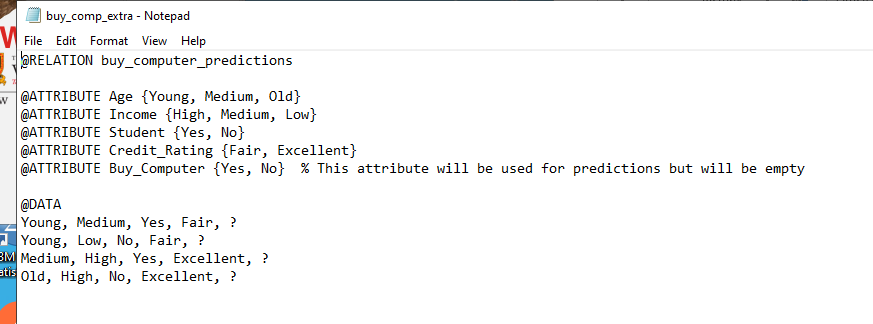 buy_comp_extra - Notepad
File Edit Format View Help
@RELATION buy_computer_predictions
@ATTRIBUTE Age {Young, Medium, Old}
@ATTRIBUTE Income {High, Medium, Low}
@ATTRIBUTE Student {Yes, No}
@ATTRIBUTE Credit_Rating {Fair, Excellent}
@ATTRIBUTE Buy_Computer {Yes, No}  % This attribute will be used for predictions but will be empty
@DATA
Young, Medium, Yes, Fair, ?
Young, Low, No, Fair, ?
Medium, High, Yes, Excellent, ?
Old, High, No, Excellent, ?